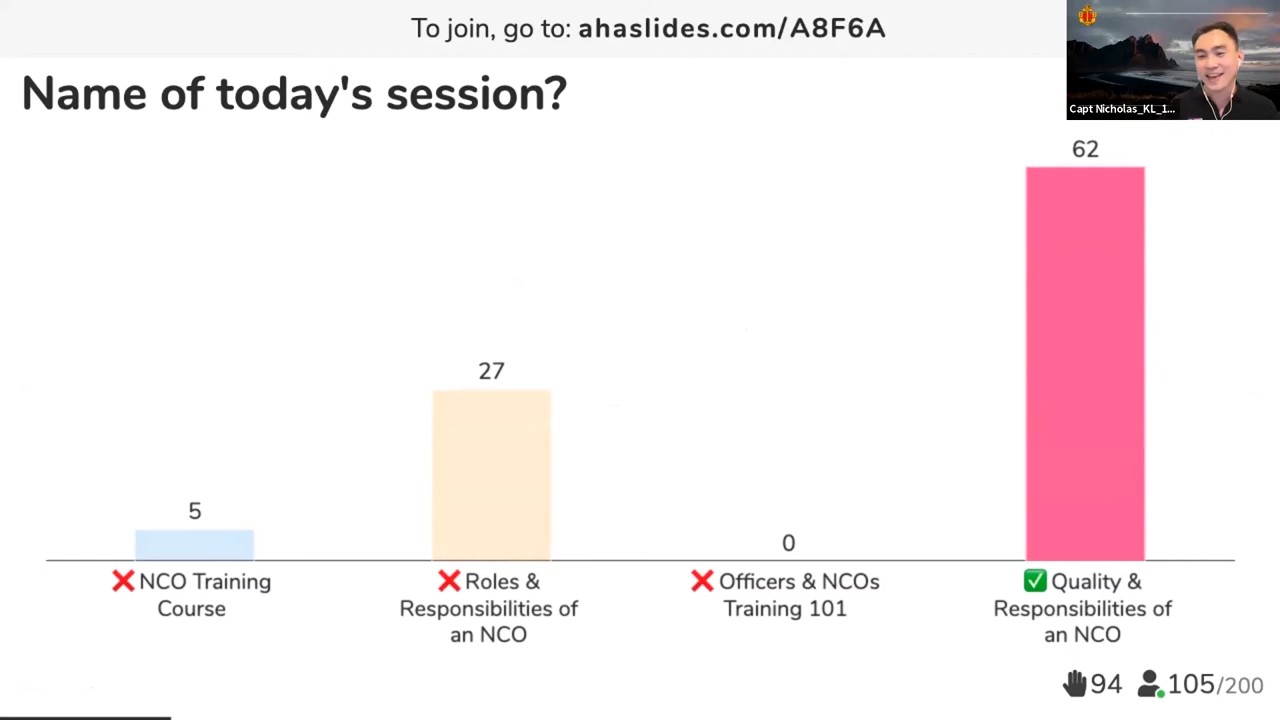 To join, go to: ahaslides.com/A8F6A
Name of today's session?
Capt Nicholas_KL_1...
62
27
5
0
❌ NCO Training
Course
❌ Roles &
Responsibilities of
an NCO
❌ Officers & NCOs
Training 101
✅ Quality &
Responsibilities of
an NCO
94 105/200